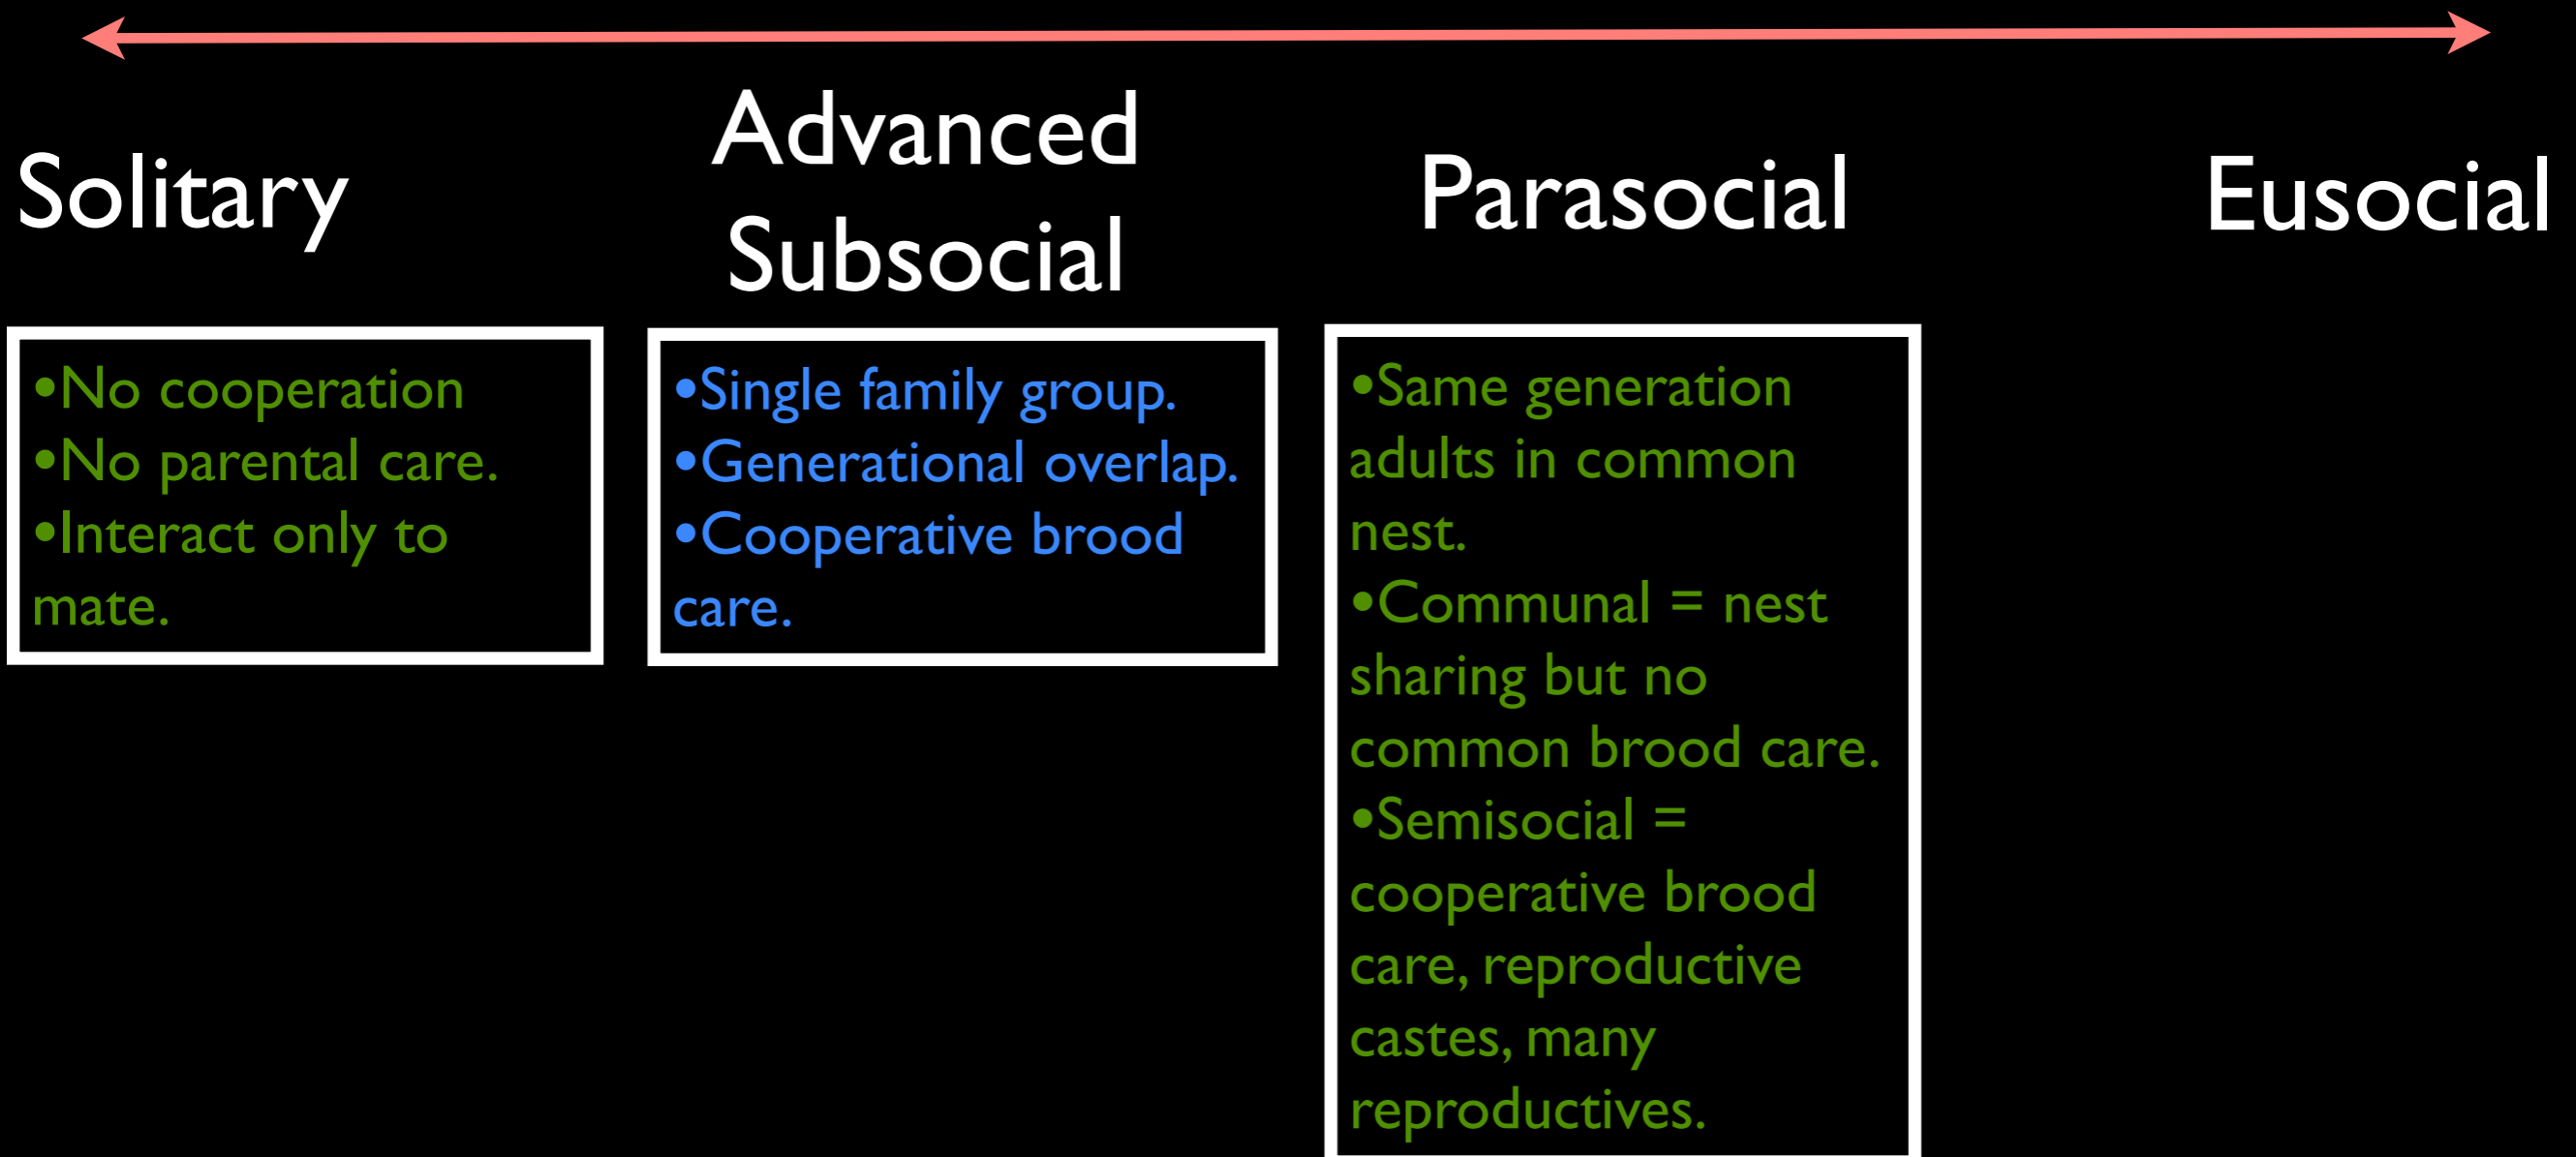 Solitary
•No cooperation
•No parental care.
•Interact only to
mate.
Advanced
Subsocial
•Single family group.
•Generational overlap.
•Cooperative brood
care.
Parasocial
•Same generation
adults in common
nest.
•Communal = nest
sharing but no
common brood care.
•Semisocial =
cooperative brood
care, reproductive
castes, many
reproductives.
Eusocial